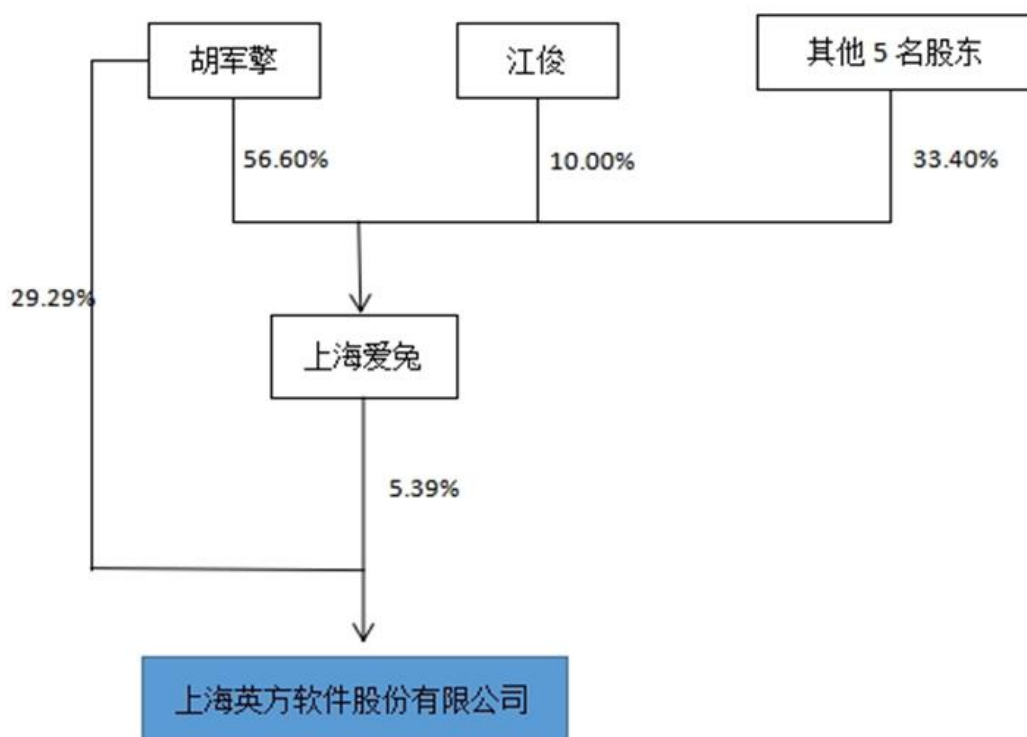 胡军擎
江俊
其他 5 名股东
56.60%
10.00%
33.40%
29.29%
上海爱兔
5.39%
上海英方软件股份有限公司